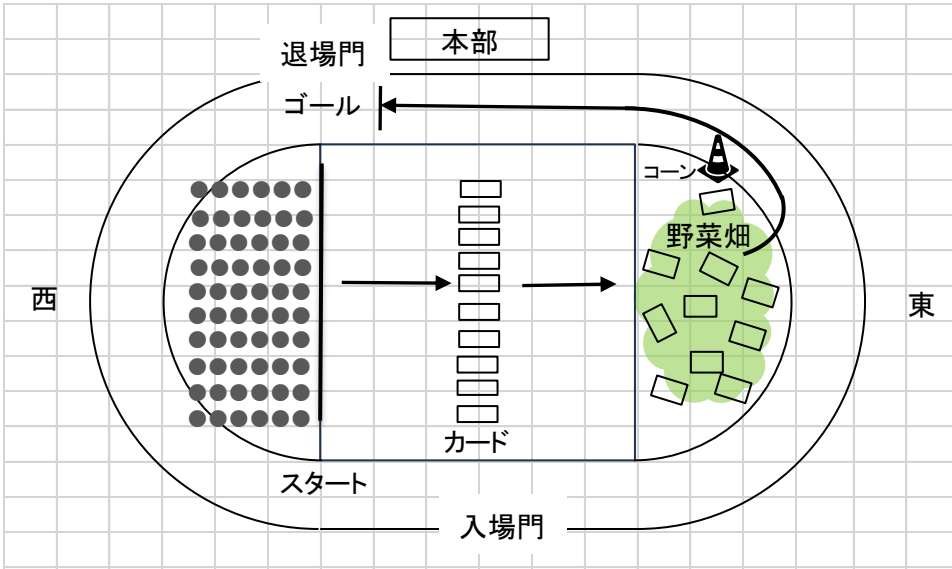 本部
退場門
ゴール
コーン
野菜畑
西
東
カード
スタート
入場門